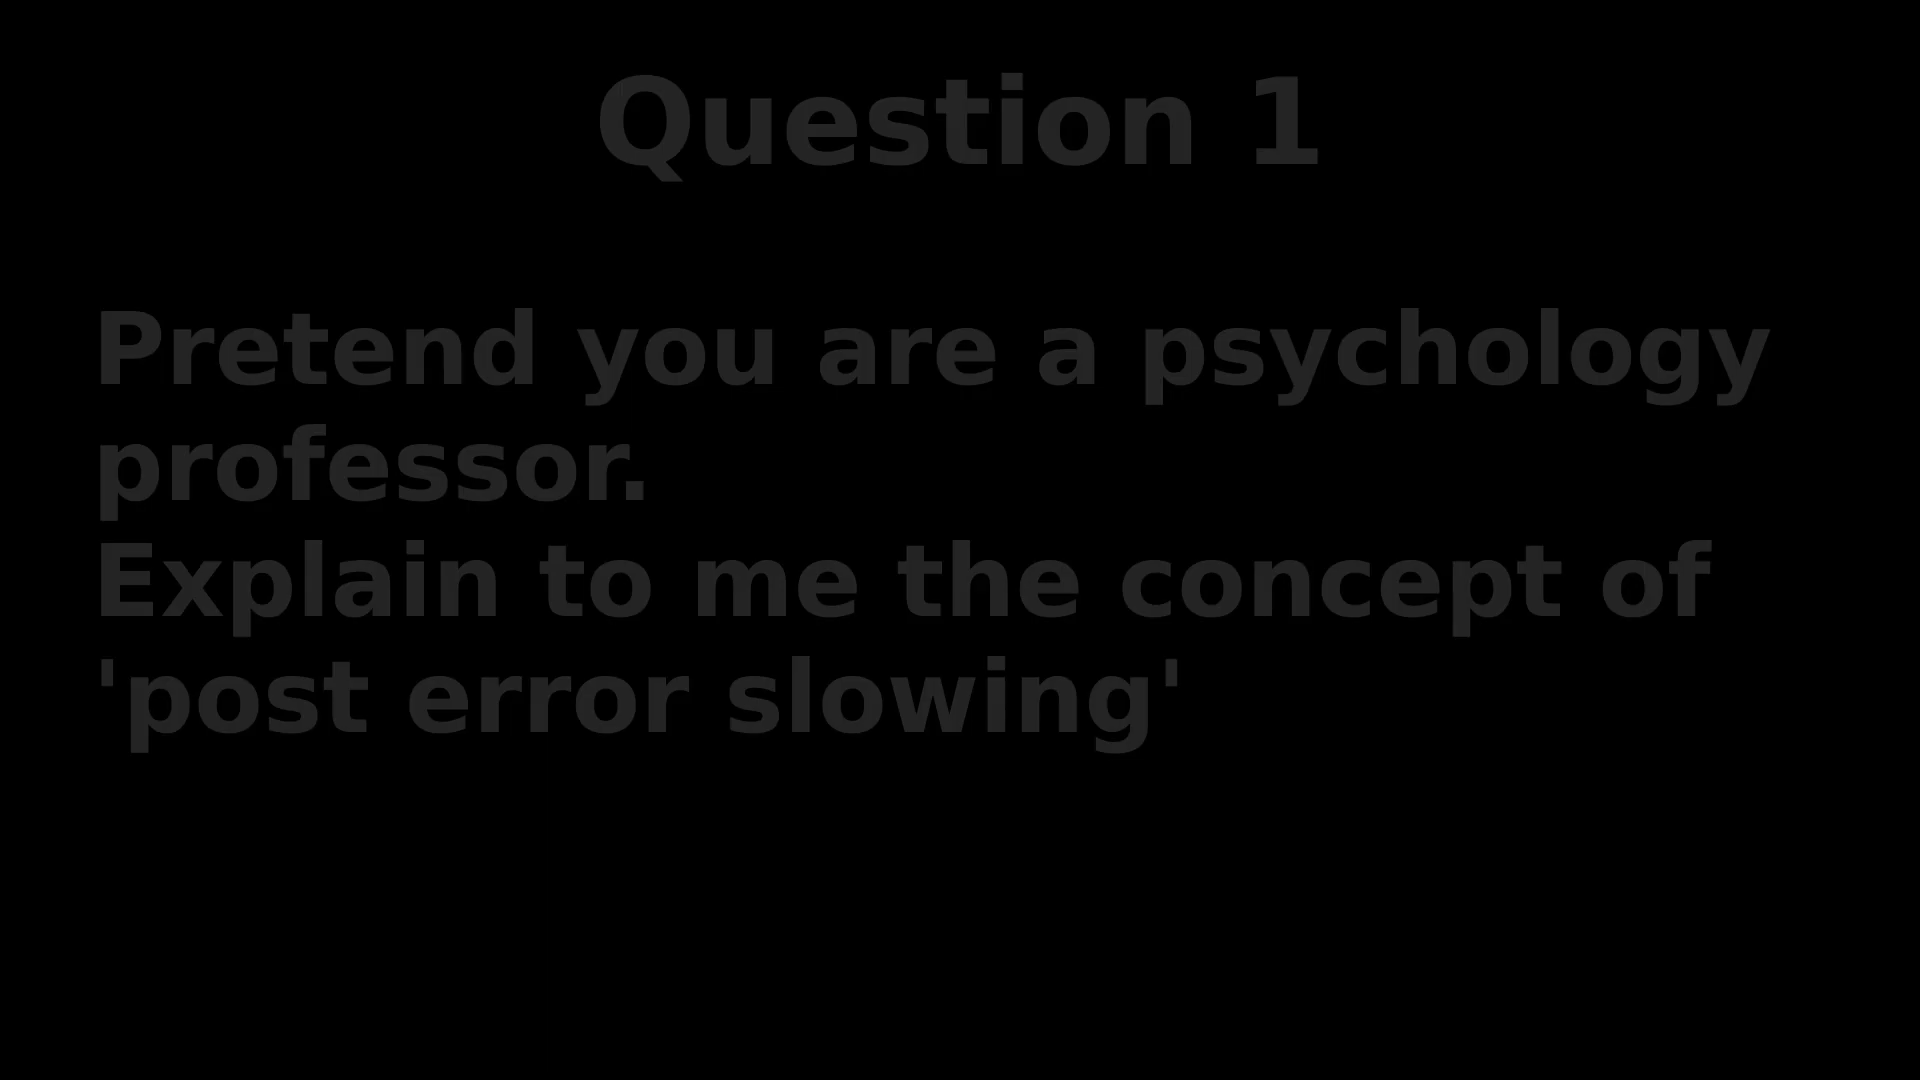 Question 1
Pretend you are a psychology
professor.
Explain to me the concept of
'post error slowing'